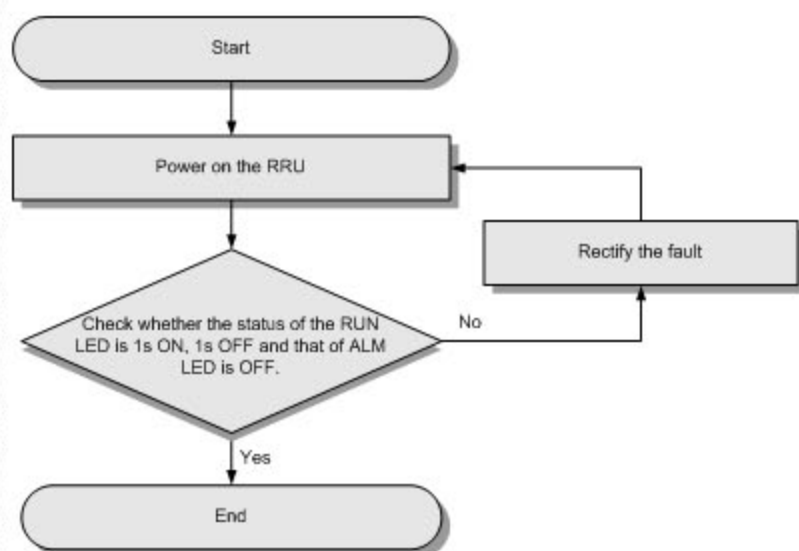 Start
Power on the RRU
Rectify the fault
Check whether the status of the RUN
LED is 1s ON, 1s OFF and that of ALM
LED is OFF.
No
Yes
End